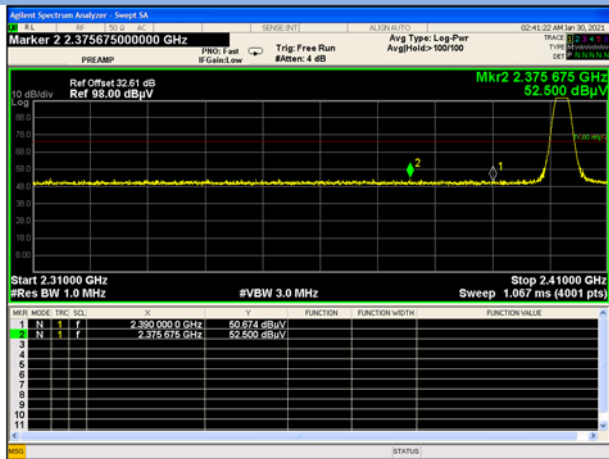 Agilent Spectrum Analyzer - Swept SA
RL RF 50 Ω AC SENSE:INT ALIGN AUTO 02:41:22 AM Jan 30, 2021
Marker 2 2.375675000000 GHz
Avg Type: Log-Pwr
TRACE 1 2 3 4 5 6
PNO: Fast
Trig: Free Run
Avg|Hold:> 100/100
TYPE M
PREAMP
IFGain:Low
#Atten: 4 dB
DET P N N N N N
Mkr2 2.375 675 GHz
Ref Offset 32.61 dB
52.500 dBµV
10 dB/div
Ref 98.00 dBµV
Log
88.0
78.0
68.0
2
1
58.0
48.0
38.0
28.0
18.0
8.00
Start 2.31000 GHz
Stop 2.41000 GHz
#Res BW 1.0 MHz
#VBW 3.0 MHz
Sweep 1.067 ms (4001 pts)
MKR MODE TRC SCL X Y FUNCTION FUNCTION WIDTH FUNCTION VALUE
1 N 1 f 2.390 000 0 GHz 50.674 dBµV
2 N 1 f 2.375 675 GHz 52.500 dBµV
3
4
5
6
7
8
9
10
11
MSG STATUS